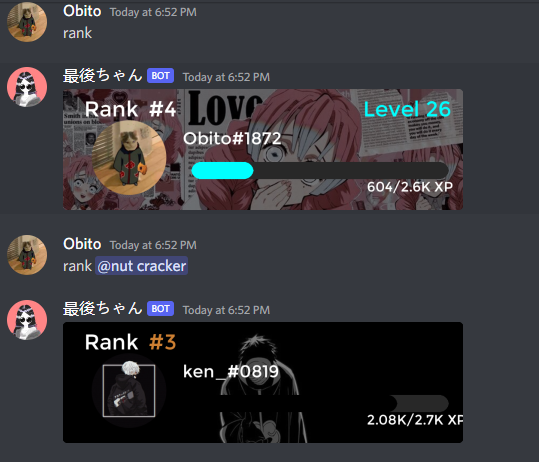 Obito Today at 6:52 PM
rank
最後ちゃん BOT Today at 6:52 PM
Rank #4 Level 26
LOVE
Obito#1872
604/2.6K XP
Obito Today at 6:52 PM
rank @nut cracker
最後ちゃん BOT Today at 6:52 PM
Rank #3
ken_#0819
2.08K/2.7K XP